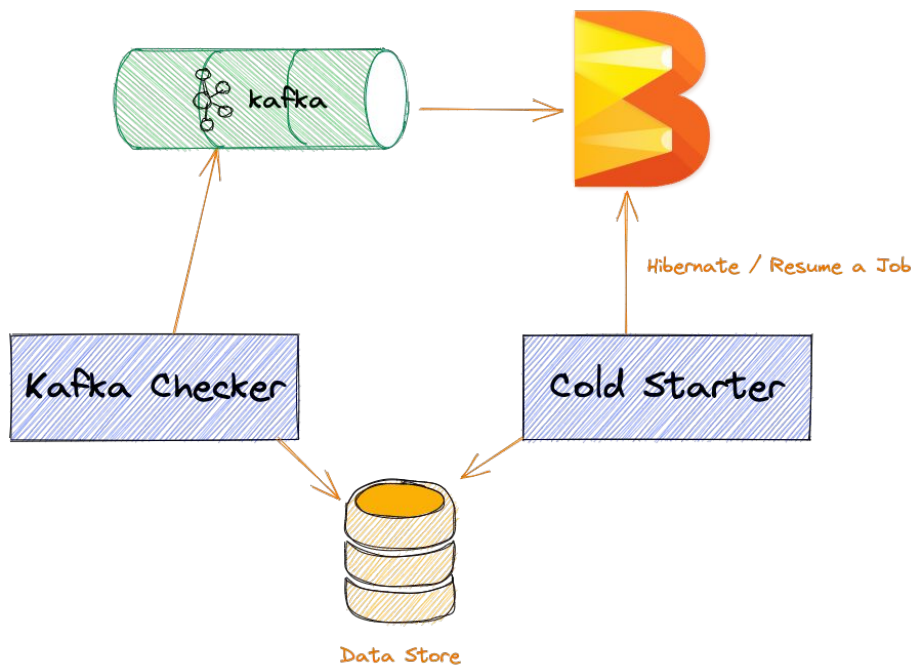 kafka
Hibernate / Resume a Job
Kafka Checker
Cold Starter
Data Store